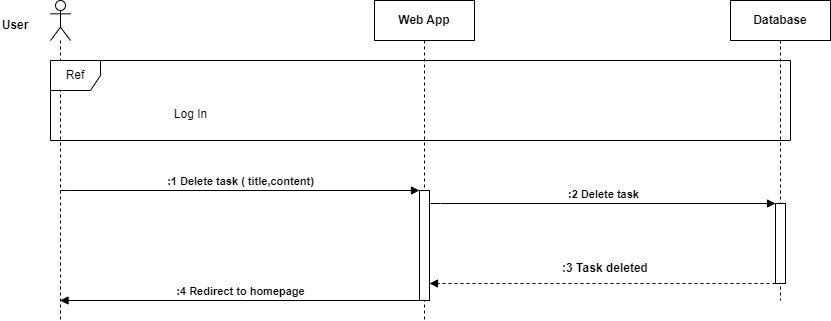 User
Web App
Database
Ref
Log In
:1 Delete task ( title,content)
:2 Delete task
:3 Task deleted
:4 Redirect to homepage